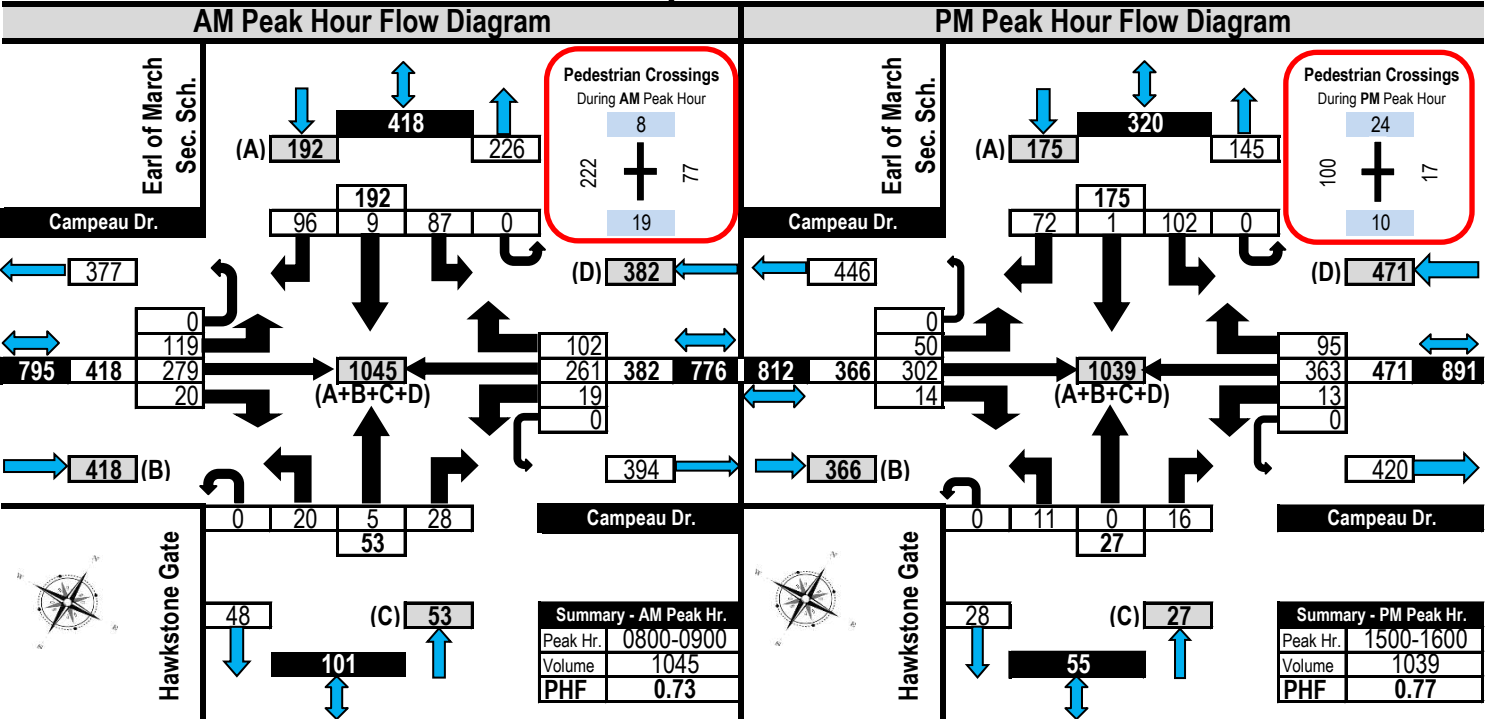 AM Peak Hour Flow Diagram
Earl of March
Sec. Sch.
Pedestrian Crossings
During AM Peak Hour
8
222
77
19
418
(A) 192
226
192
96 9 87 0
Campeau Dr.
377
(D) 382
0
119
795 418 279
20
1045
(A+B+C+D)
102
261 382 776
19
0
418 (B)
394
0 20 5 28
53
Campeau Dr.
Hawkstone Gate
48
(C) 53
101
Summary - AM Peak Hr.
Peak Hr. 0800-0900
Volume 1045
PHF 0.73
PM Peak Hour Flow Diagram
Earl of March
Sec. Sch.
Pedestrian Crossings
During PM Peak Hour
24
100
17
10
320
(A) 175
145
175
72 1 102 0
Campeau Dr.
446
(D) 471
0
50
812 366 302
14
1039
(A+B+C+D)
95
363 471 891
13
0
366 (B)
420
0 11 0 16
27
Campeau Dr.
Hawkstone Gate
28
(C) 27
55
Summary - PM Peak Hr.
Peak Hr. 1500-1600
Volume 1039
PHF 0.77